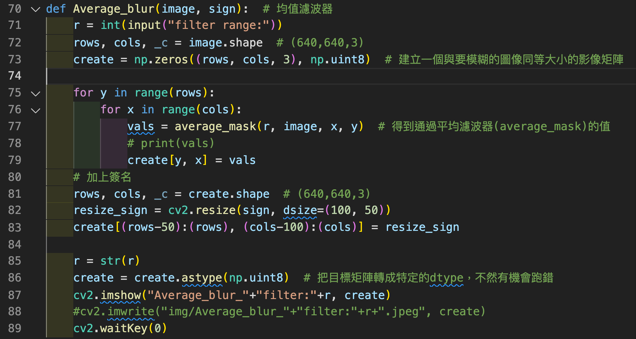 70 def Average_blur(image, sign):  # 均值濾波器
71     r = int(input("filter range:"))
72     rows, cols, _c = image.shape  # (640,640,3)
73     create = np.zeros((rows, cols, 3), np.uint8)  # 建立一個與要模糊的圖像同等大小的影像矩陣
74
75     for y in range(rows):
76         for x in range(cols):
77             vals = average_mask(r, image, x, y)  # 得到通過平均濾波器(average_mask)的值
78             # print(vals)
79             create[y, x] = vals
80     # 加上簽名
81     rows, cols, _c = create.shape  # (640,640,3)
82     resize_sign = cv2.resize(sign, dsize=(100, 50))
83     create[(rows-50):(rows), (cols-100):(cols)] = resize_sign
84
85     r = str(r)
86     create = create.astype(np.uint8)  # 把目標矩陣轉成特定的dtype，不然有機會跑錯
87     cv2.imshow("Average_blur_"+"filter:"+r, create)
88     #cv2.imwrite("img/Average_blur_"+"filter:"+r+".jpeg", create)
89     cv2.waitKey(0)